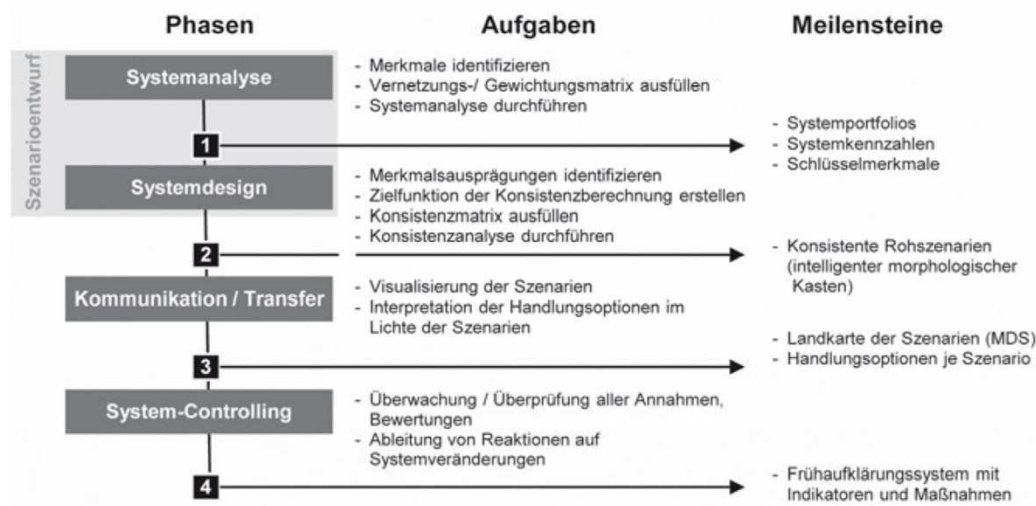 Phasen
Aufgaben
Meilensteine
Szenarioentwurf
Systemanalyse
- Merkmale identifizieren
- Vernetzungs-/ Gewichtungsmatrix ausfüllen
- Systemanalyse durchführen
1
- Systemportfolios
- Systemkennzahlen
- Schlüsselmerkmale
Systemdesign
- Merkmalsausprägungen identifizieren
- Zielfunktion der Konsistenzberechnung erstellen
- Konsistenzmatrix ausfüllen
- Konsistenzanalyse durchführen
2
- Konsistente Rohszenarien
(intelligenter morphologischer
Kasten)
Kommunikation / Transfer
- Visualisierung der Szenarien
- Interpretation der Handlungsoptionen im
Lichte der Szenarien
3
- Landkarte der Szenarien (MDS)
- Handlungsoptionen je Szenario
System-Controlling
- Überwachung / Überprüfung aller Annahmen,
Bewertungen
- Ableitung von Reaktionen auf
Systemveränderungen
4
- Frühaufklärungssystem mit
Indikatoren und Maßnahmen